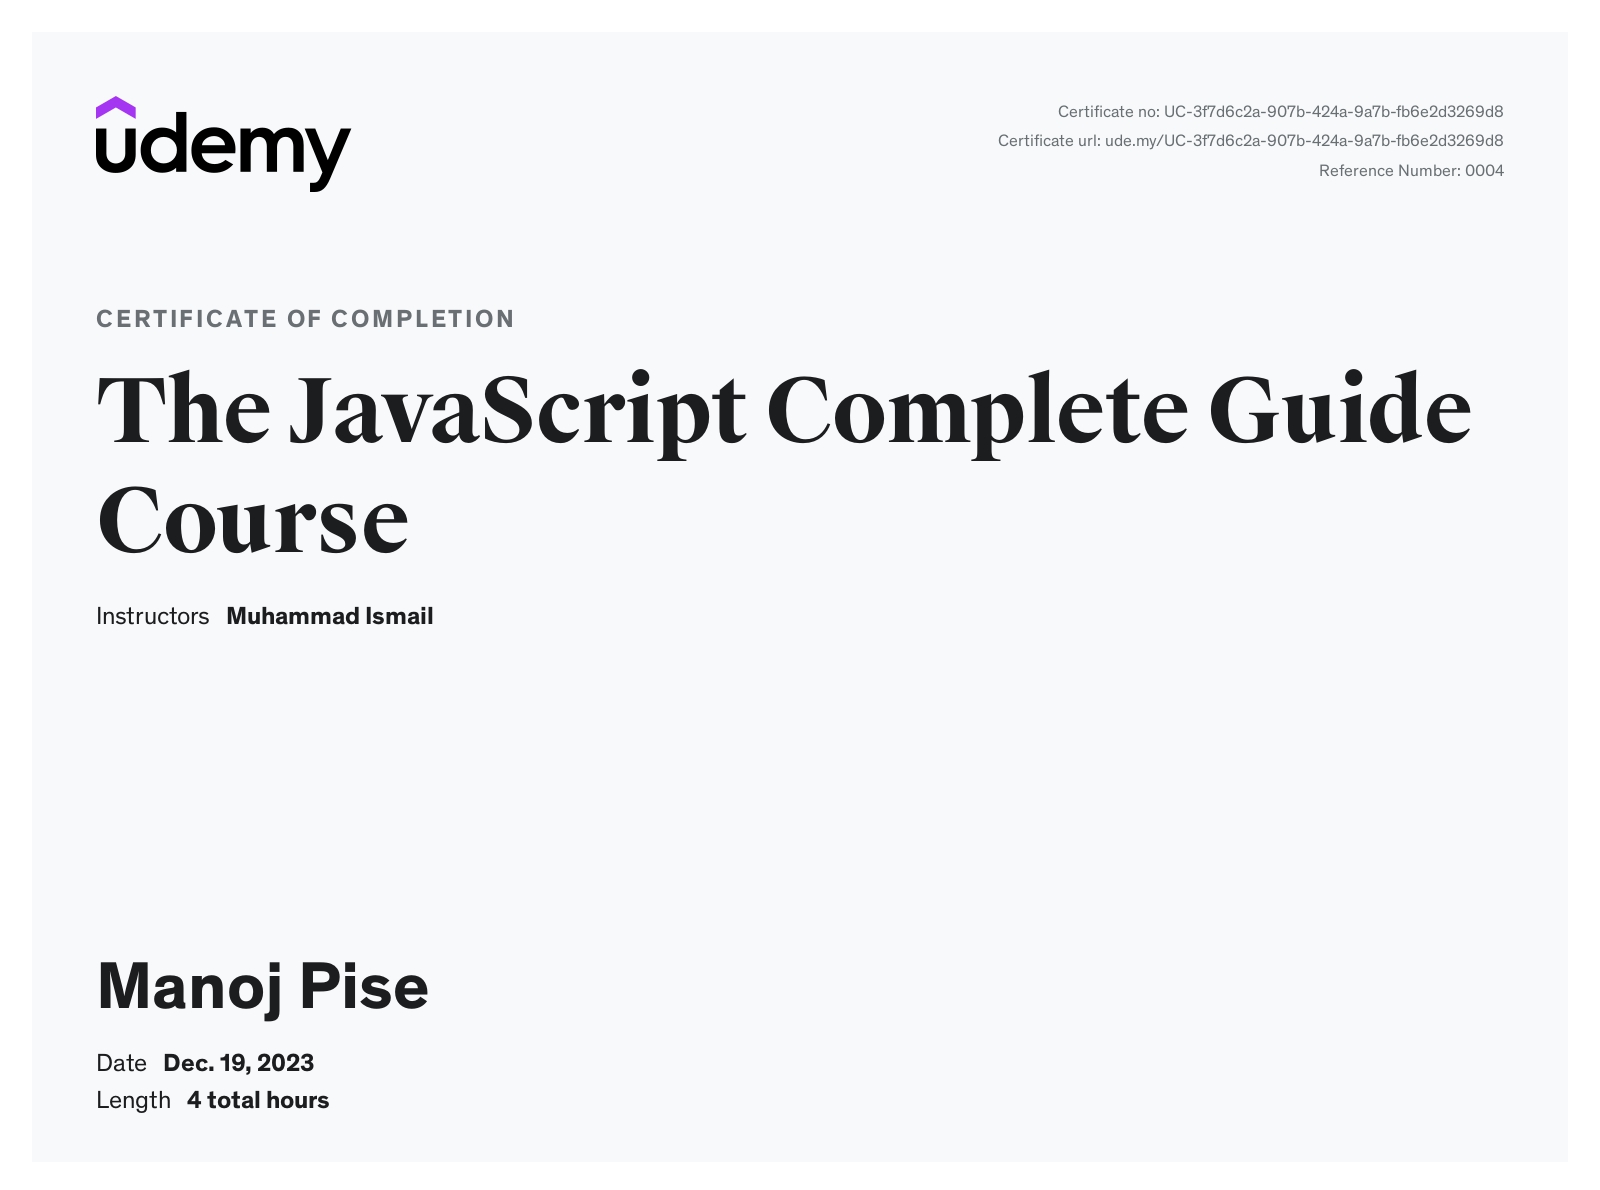 udemy
Certificate no: UC-3f7d6c2a-907b-424a-9a7b-fb6e2d3269d8
Certificate url: ude.my/UC-3f7d6c2a-907b-424a-9a7b-fb6e2d3269d8
Reference Number: 0004
CERTIFICATE OF COMPLETION
The JavaScript Complete Guide
Course
Instructors Muhammad Ismail
Manoj Pise
Date Dec. 19, 2023
Length 4 total hours